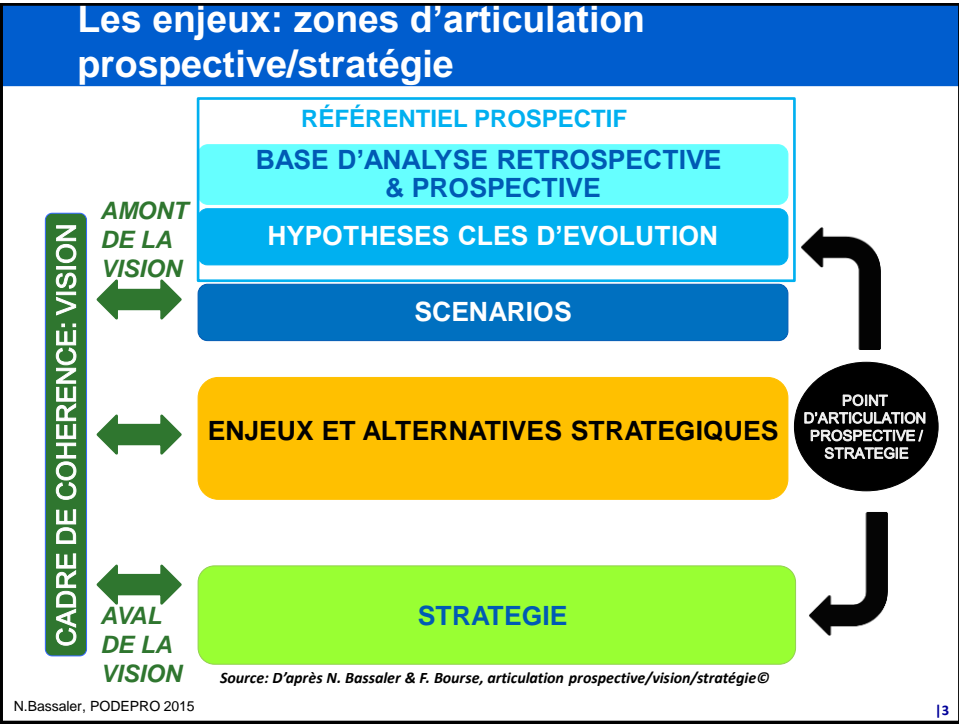 Les enjeux: zones d'articulation
prospective/stratégie
RÉFÉRENTIEL PROSPECTIF
BASE D'ANALYSE RETROSPECTIVE
& PROSPECTIVE
HYPOTHESES CLES D'EVOLUTION
SCENARIOS
ENJEUX ET ALTERNATIVES STRATEGIQUES
STRATEGIE
CADRE DE COHERENCE: VISION
AMONT
DE LA
VISION
AVAL
DE LA
VISION
POINT
D'ARTICULATION
PROSPECTIVE /
STRATEGIE
Source: D'après N. Bassaler & F. Bourse, articulation prospective/vision/stratégie©
N.Bassaler, PODEPRO 2015
|3